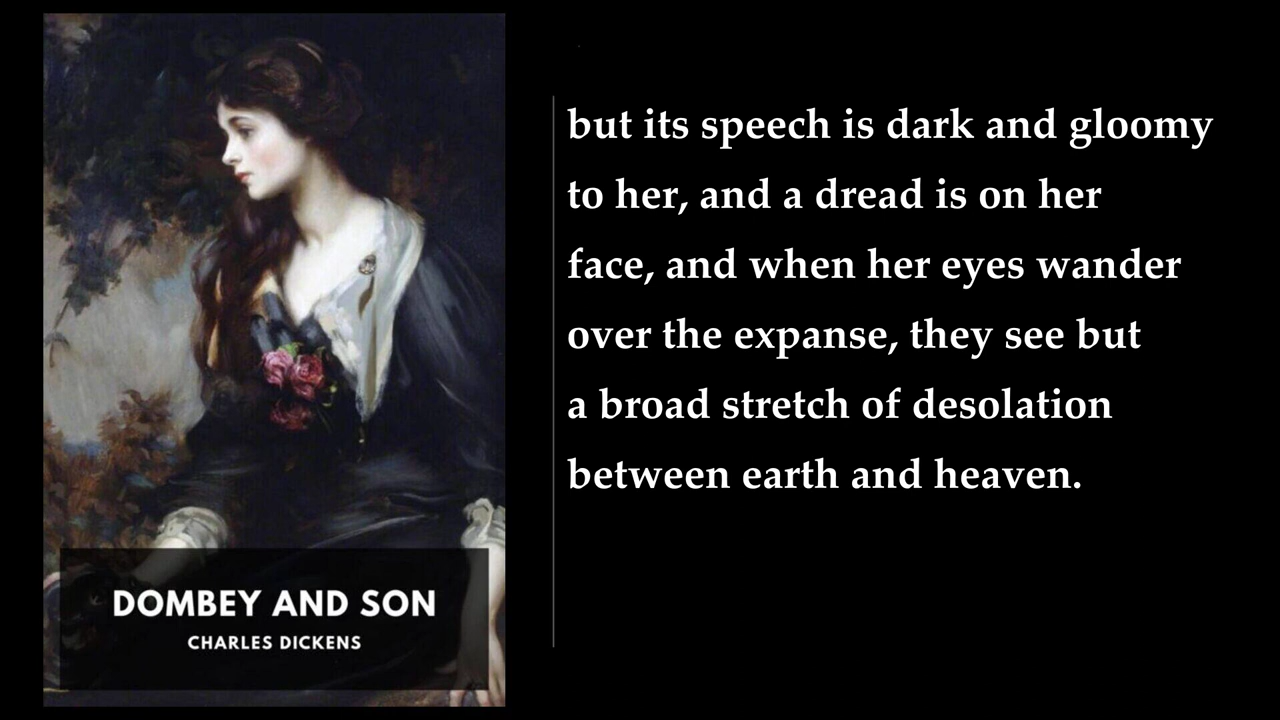 but its speech is dark and gloomy
to her, and a dread is on her
face, and when her eyes wander
over the expanse, they see but
a broad stretch of desolation
between earth and heaven.
DOMBEY AND SON
CHARLES DICKENS